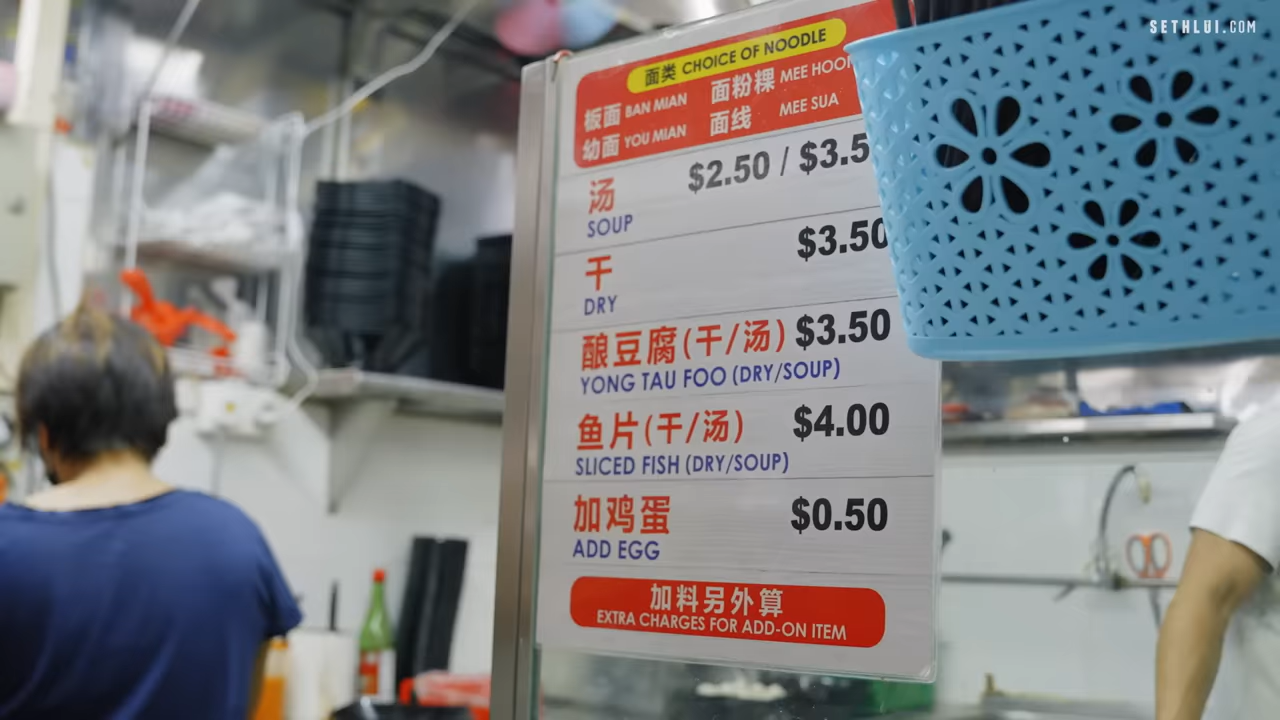 SETHLUI.COM
面类 CHOICE OF NOODLE
板面 BAN MIAN 面粉粿 MEE HOO
幼面 YOU MIAN 面线 MEE SUA
汤 $2.50 / $3.5
SOUP
干 $3.50
DRY
酿豆腐(干/汤) $3.50
YONG TAU FOO (DRY/SOUP)
鱼片(干/汤) $4.00
SLICED FISH (DRY/SOUP)
加鸡蛋 $0.50
ADD EGG
加料另外算
EXTRA CHARGES FOR ADD-ON ITEM